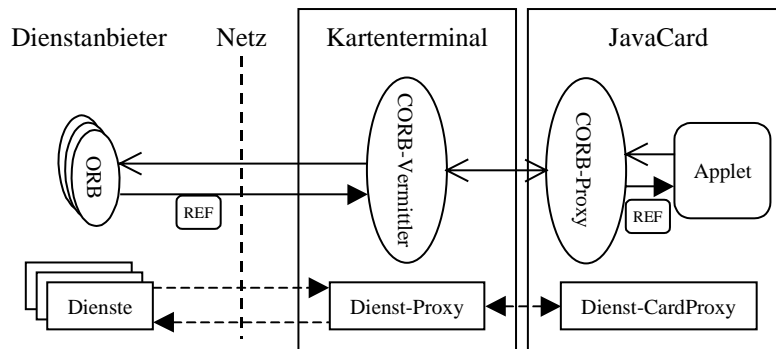 Dienstanbieter
Netz
Kartenterminal
JavaCard
ORB
CORB-Vermittler
CORB-Proxy
Applet
REF
REF
Dienste
Dienst-Proxy
Dienst-CardProxy